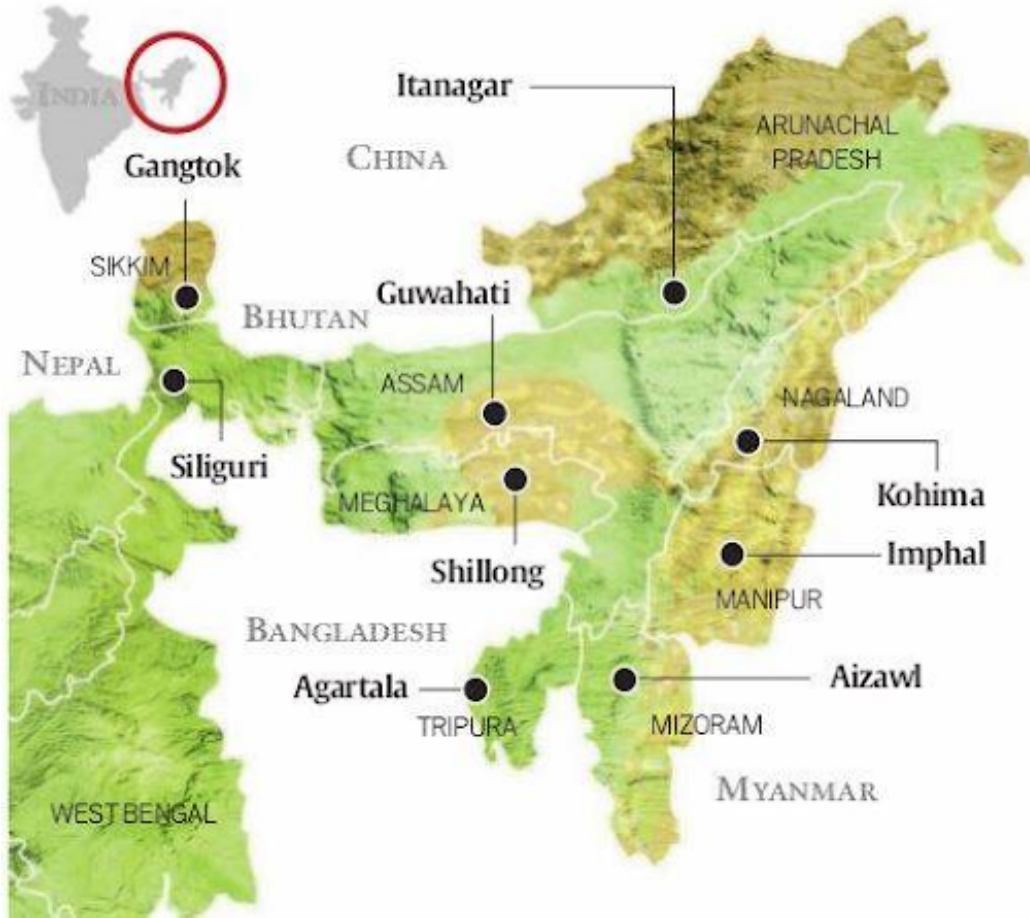 INDIA
Gangtok
CHINA
Itanagar
ARUNACHAL
PRADESH
SIKKIM
Guwahati
BHUTAN
NEPAL
ASSAM
NAGALAND
Siliguri
MEGHALAYA
Kohima
Shillong
Imphal
MANIPUR
BANGLADESH
Agartala
Aizawl
TRIPURA
MIZORAM
MYANMAR
WEST BENGAL